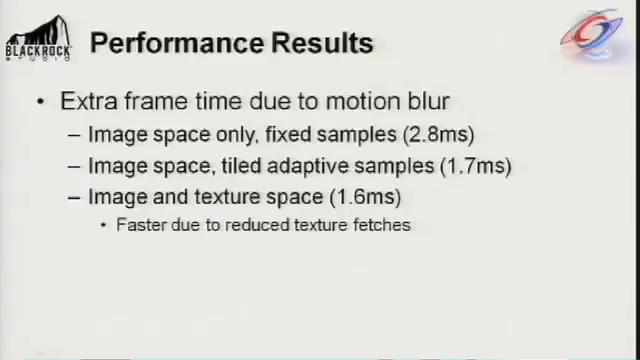 BLACKROCK
STUDIO
Performance Results
• Extra frame time due to motion blur
– Image space only, fixed samples (2.8ms)
– Image space, tiled adaptive samples (1.7ms)
– Image and texture space (1.6ms)
• Faster due to reduced texture fetches